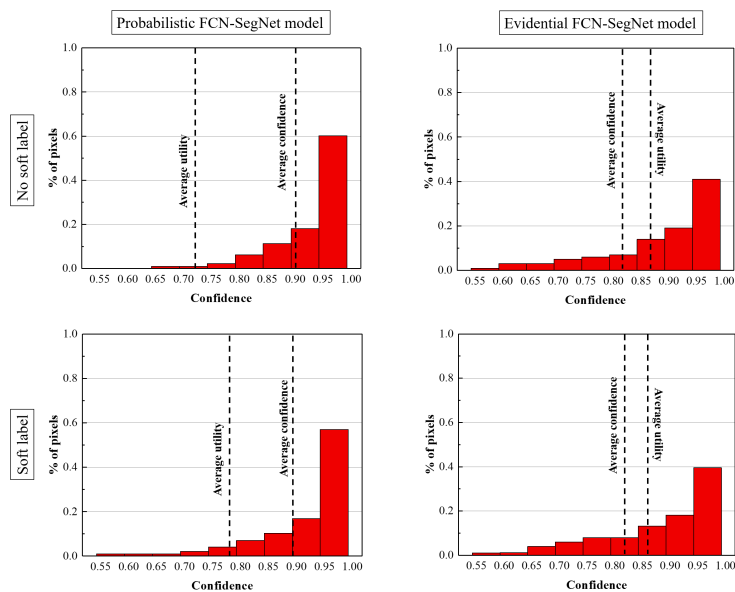 Probabilistic FCN-SegNet model
Evidential FCN-SegNet model
No soft label
% of pixels
1.0
0.8
0.6
0.4
0.2
0.0
Average utility
Average confidence
0.55 0.60 0.65 0.70 0.75 0.80 0.85 0.90 0.95 1.00
Confidence
% of pixels
1.0
0.8
0.6
0.4
0.2
0.0
Average confidence
Average utility
0.55 0.60 0.65 0.70 0.75 0.80 0.85 0.90 0.95 1.00
Confidence
Soft label
% of pixels
1.0
0.8
0.6
0.4
0.2
0.0
Average utility
Average confidence
0.55 0.60 0.65 0.70 0.75 0.80 0.85 0.90 0.95 1.00
Confidence
% of pixels
1.0
0.8
0.6
0.4
0.2
0.0
Average confidence
Average utility
0.55 0.60 0.65 0.70 0.75 0.80 0.85 0.90 0.95 1.00
Confidence